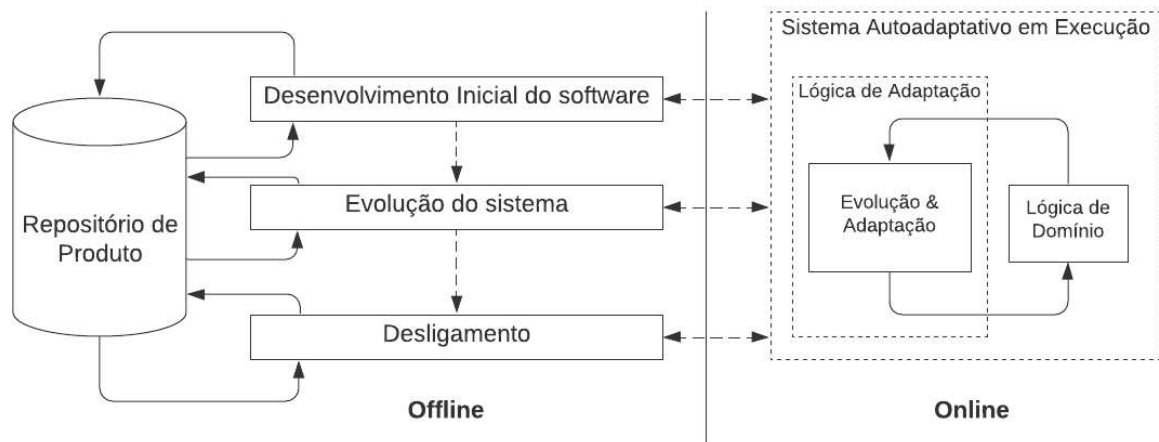 Repositório de
Produto
Desenvolvimento Inicial do software
Evolução do sistema
Desligamento
Offline
Sistema Autoadaptativo em Execução
Lógica de Adaptação
Evolução &
Adaptação
Lógica de
Domínio
Online